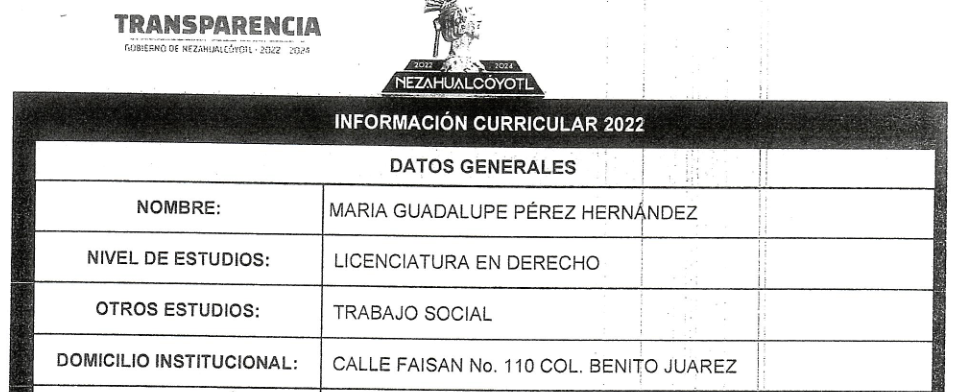 TRANSPARENCIA
GOBIERNO DE NEZAHUALCÓYOTL - 2022 2024
2022 2024
NEZAHUALCÓYOTL
INFORMACIÓN CURRICULAR 2022
DATOS GENERALES
NOMBRE: MARIA GUADALUPE PÉREZ HERNÁNDEZ
NIVEL DE ESTUDIOS: LICENCIATURA EN DERECHO
OTROS ESTUDIOS: TRABAJO SOCIAL
DOMICILIO INSTITUCIONAL: CALLE FAISAN No. 110 COL. BENITO JUAREZ